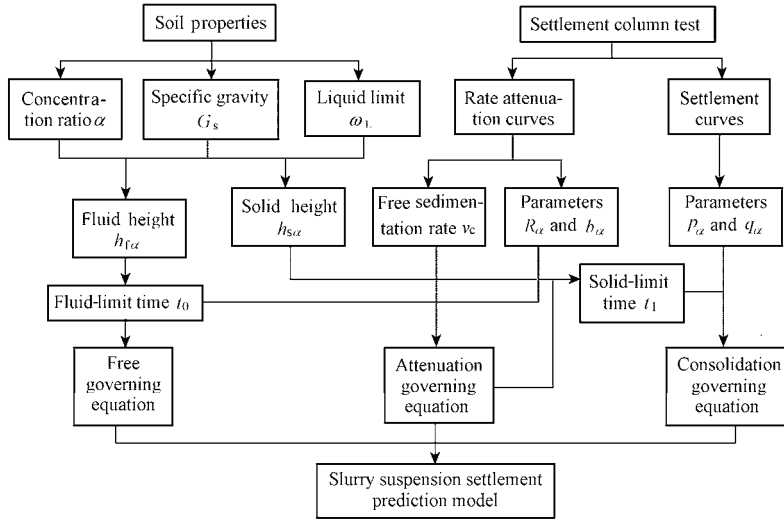 Soil properties
Settlement column test
Concentra-
tion ratio α
Specific gravity
Gs
Liquid limit
ωL
Rate attenua-
tion curves
Settlement
curves
Fluid height
hfα
Solid height
hsα
Free sedimen-
tation rate vc
Parameters
Rα and bα
Parameters
pα and qα
Fluid-limit time t0
Solid-limit
time t1
Free
governing
equation
Attenuation
governing
equation
Consolidation
governing
equation
Slurry suspension settlement
prediction model